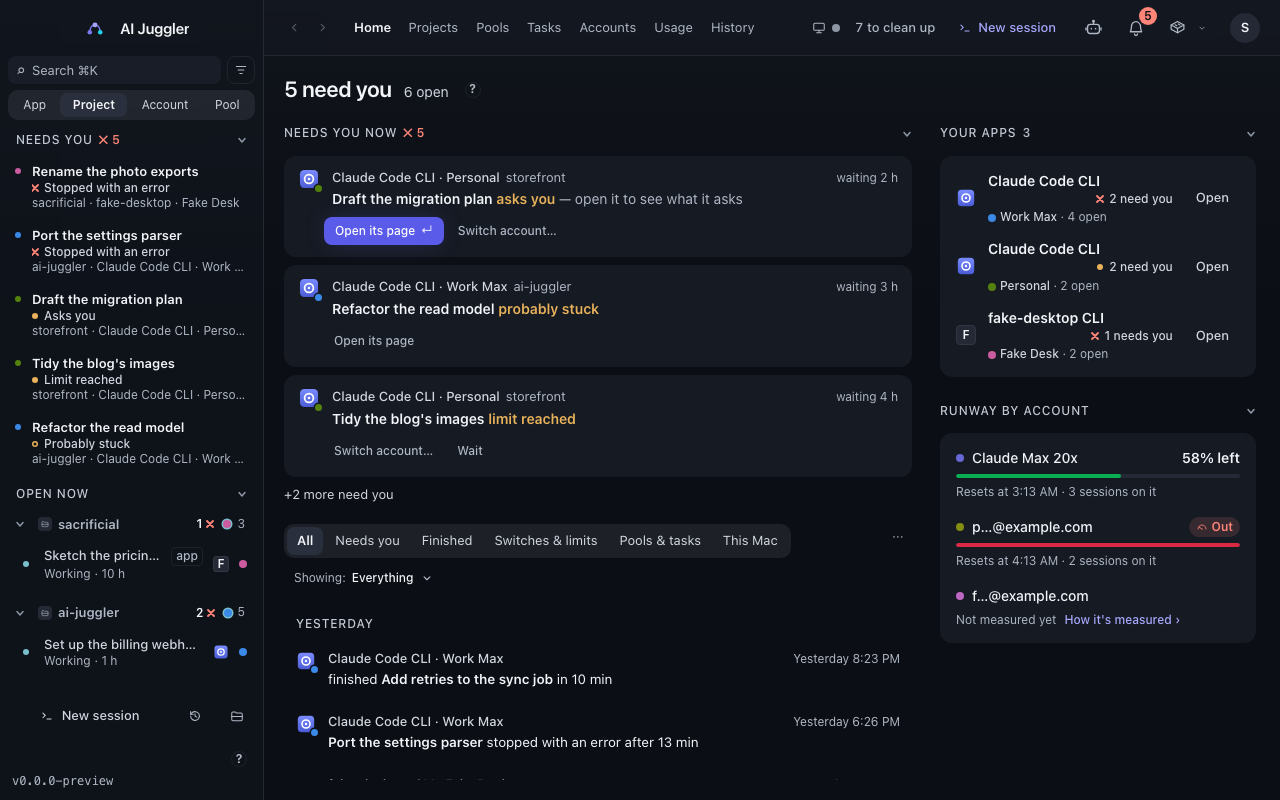 AI Juggler
Search ⌘K
App Project Account Pool
NEEDS YOU 5
Rename the photo exports
Stopped with an error
sacrificial · fake-desktop · Fake Desk
Port the settings parser
Stopped with an error
ai-juggler · Claude Code CLI · Work ...
Draft the migration plan
Asks you
storefront · Claude Code CLI · Perso...
Tidy the blog's images
Limit reached
storefront · Claude Code CLI · Perso...
Refactor the read model
Probably stuck
ai-juggler · Claude Code CLI · Work ...
OPEN NOW
sacrificial 1 3
Sketch the pricin... app F
Working · 10 h
ai-juggler 2 5
Set up the billing webh...
Working · 1 h
New session
?
v0.0.0-preview
Home Projects Pools Tasks Accounts Usage History
7 to clean up
New session
5
S
5 need you 6 open ?
NEEDS YOU NOW 5
Claude Code CLI · Personal storefront waiting 2 h
Draft the migration plan asks you — open it to see what it asks
Open its page ↵ Switch account...
Claude Code CLI · Work Max ai-juggler waiting 3 h
Refactor the read model probably stuck
Open its page
Claude Code CLI · Personal storefront waiting 4 h
Tidy the blog's images limit reached
Switch account... Wait
+2 more need you
All Needs you Finished Switches & limits Pools & tasks This Mac ...
Showing: Everything
YESTERDAY
Claude Code CLI · Work Max Yesterday 8:23 PM
finished Add retries to the sync job in 10 min
Claude Code CLI · Work Max Yesterday 6:26 PM
Port the settings parser stopped with an error after 13 min
YOUR APPS 3
Claude Code CLI
2 need you Open
Work Max · 4 open
Claude Code CLI
2 need you Open
Personal · 2 open
fake-desktop CLI
F 1 needs you Open
Fake Desk · 2 open
RUNWAY BY ACCOUNT
Claude Max 20x 58% left
Resets at 3:13 AM · 3 sessions on it
p...@example.com Out
Resets at 4:13 AM · 2 sessions on it
f...@example.com
Not measured yet How it's measured ›